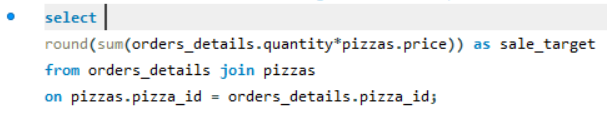 select
round(sum(orders_details.quantity*pizzas.price)) as sale_target
from orders_details join pizzas
on pizzas.pizza_id = orders_details.pizza_id;